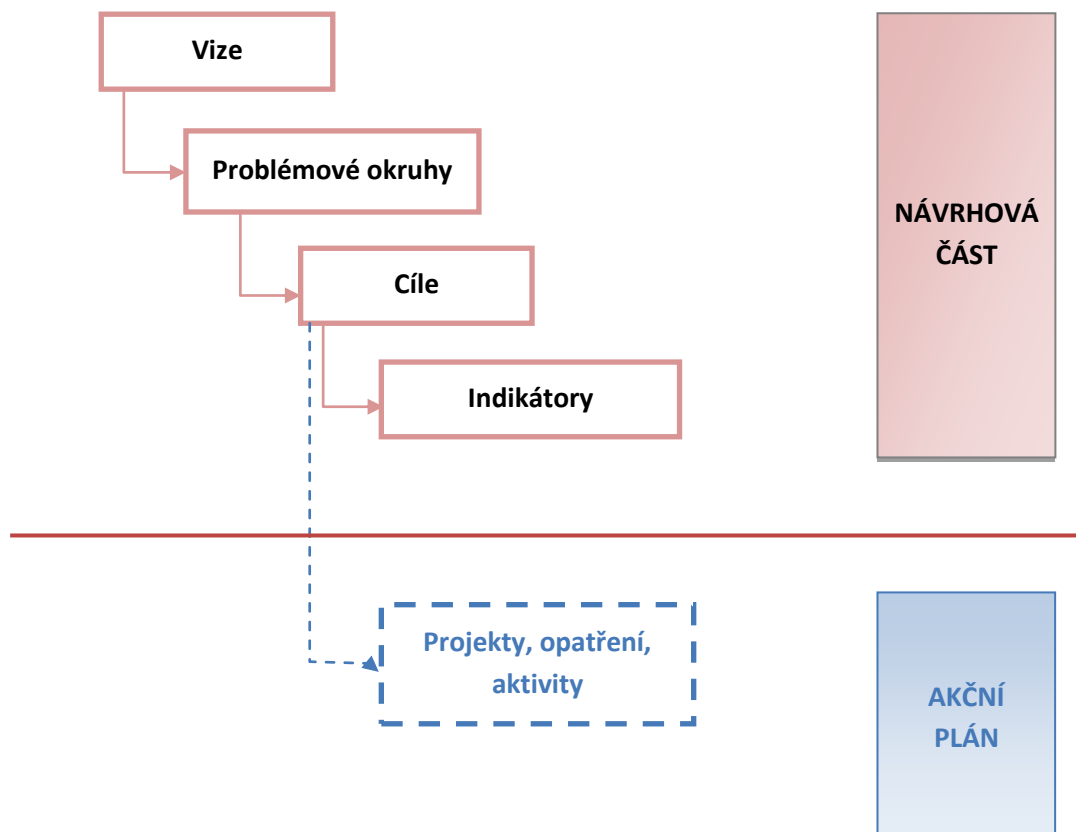 Vize
Problémové okruhy
Cíle
Indikátory
NÁVRHOVÁ
ČÁST
Projekty, opatření,
aktivity
AKČNÍ
PLÁN